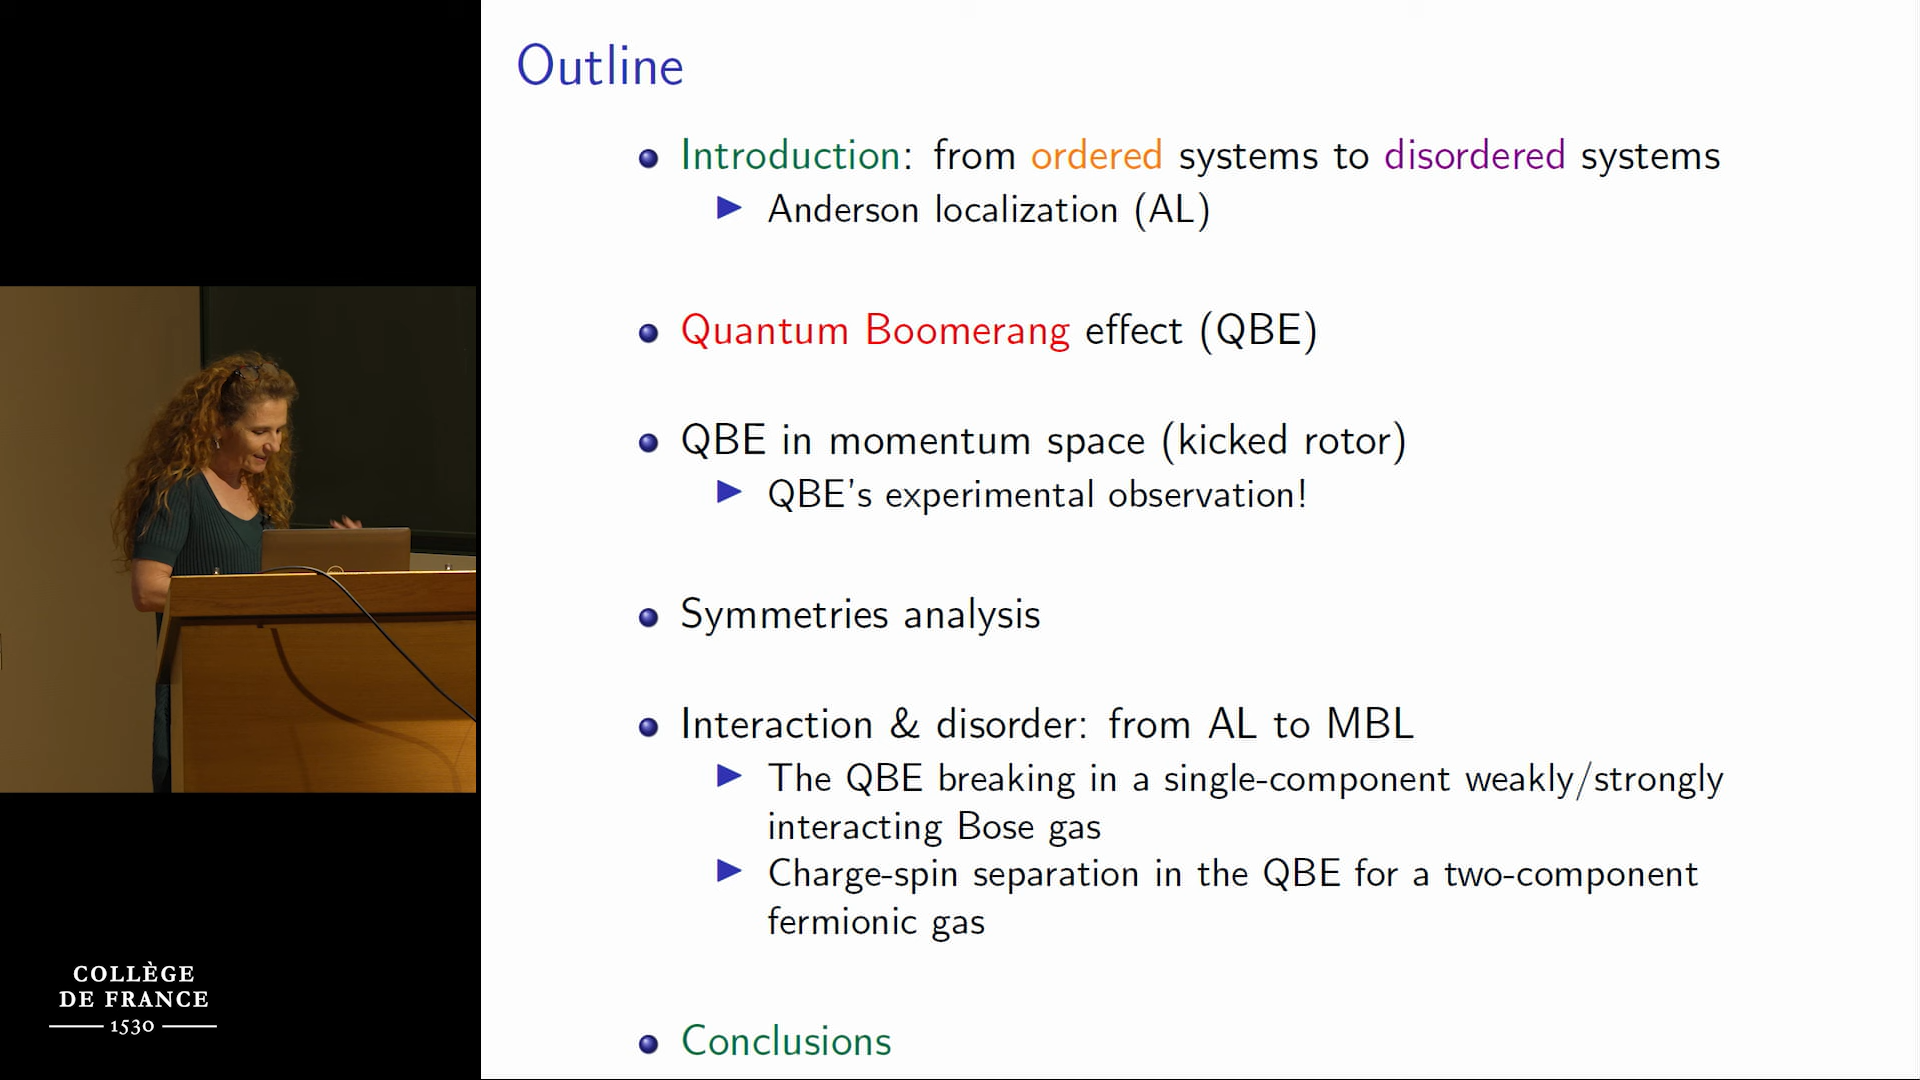 Outline
Introduction: from ordered systems to disordered systems
Anderson localization (AL)
Quantum Boomerang effect (QBE)
QBE in momentum space (kicked rotor)
QBE's experimental observation!
Symmetries analysis
Interaction & disorder: from AL to MBL
The QBE breaking in a single-component weakly/strongly
interacting Bose gas
Charge-spin separation in the QBE for a two-component
fermionic gas
Conclusions
COLLÈGE
DE FRANCE
1530